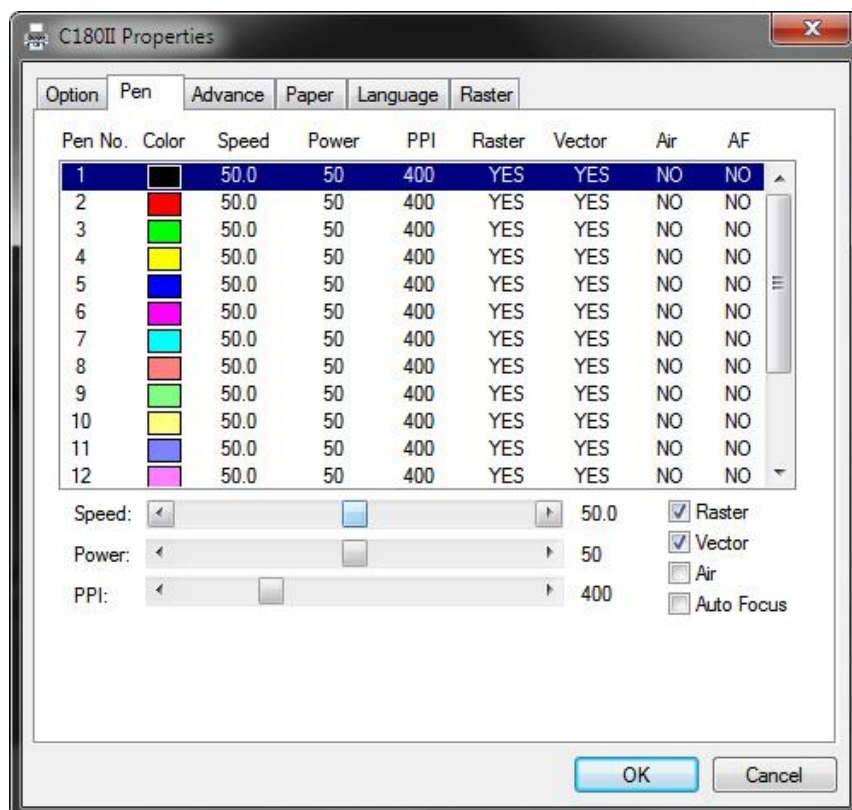 C180II Properties
Option Pen Advance Paper Language Raster
Pen No. Color Speed Power PPI Raster Vector Air AF
1 50.0 50 400 YES YES NO NO
2 50.0 50 400 YES YES NO NO
3 50.0 50 400 YES YES NO NO
4 50.0 50 400 YES YES NO NO
5 50.0 50 400 YES YES NO NO
6 50.0 50 400 YES YES NO NO
7 50.0 50 400 YES YES NO NO
8 50.0 50 400 YES YES NO NO
9 50.0 50 400 YES YES NO NO
10 50.0 50 400 YES YES NO NO
11 50.0 50 400 YES YES NO NO
12 50.0 50 400 YES YES NO NO
Speed: 50.0
Power: 50
PPI: 400
Raster
Vector
Air
Auto Focus
OK Cancel